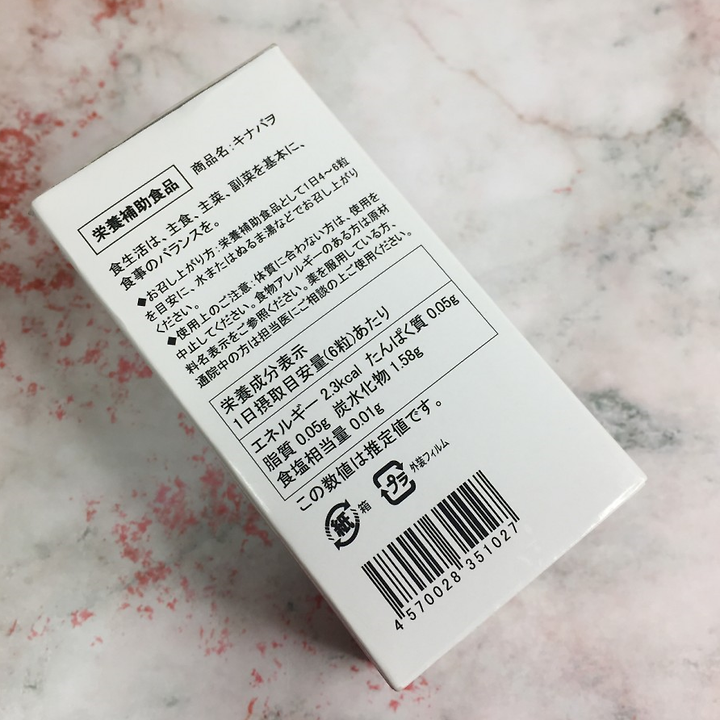 栄養補助食品 商品名:キナパヲ
食生活は、主食、主菜、副菜を基本に、
食事のバランスを。
◆お召し上がり方:栄養補助食品として1日4~6粒
を目安に、水またはぬるま湯などでお召し上がり
ください。
◆使用上のご注意:体質に合わない方は、使用を
中止してください。食物アレルギーのある方は原材
料名表示をご参照ください。薬を服用している方、
通院中の方は担当医にご相談の上ご使用ください。
栄養成分表示
1日摂取目安量(6粒)あたり
エネルギー 2.3kcal たんぱく質 0.05g
脂質 0.05g 炭水化物 1.58g
食塩相当量 0.01g
この数値は推定値です。
紙 箱 プラ 外装フィルム
4 570028 351027